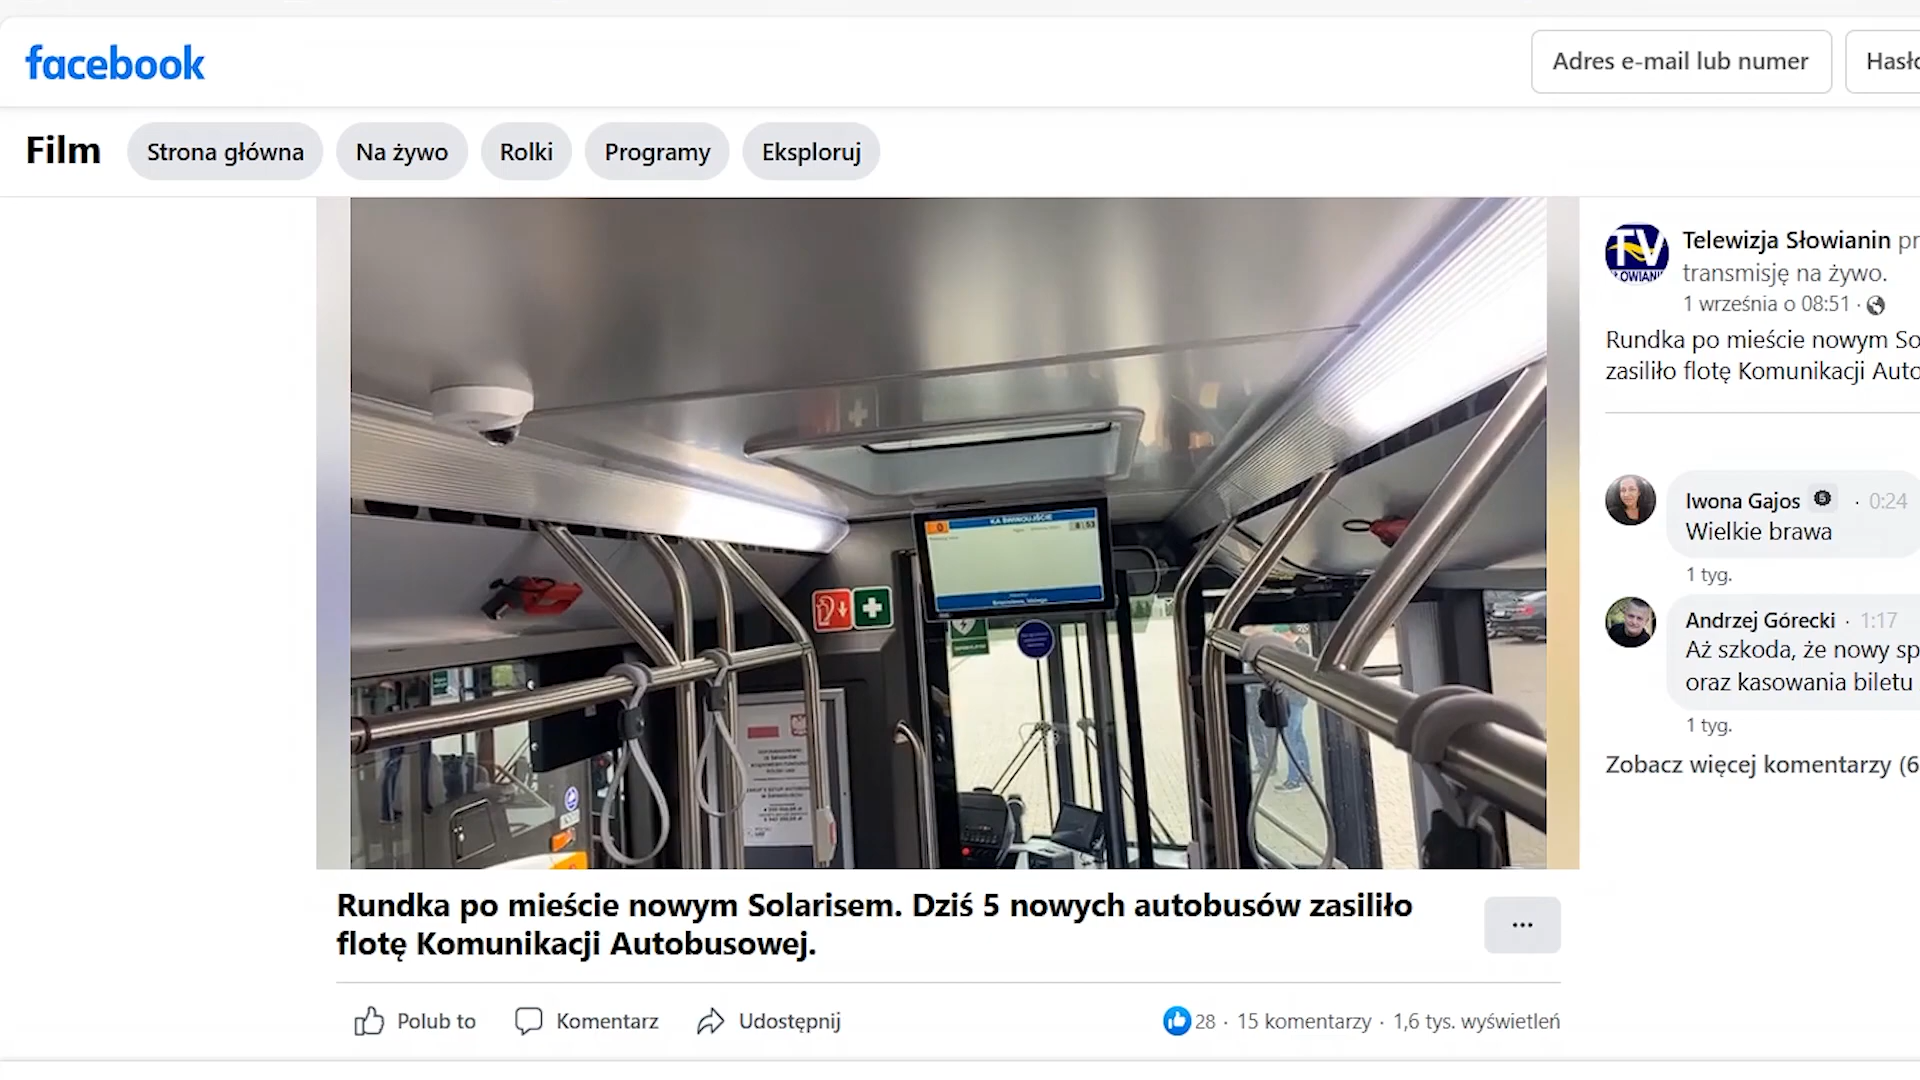 facebook
Adres e-mail lub numer
Hasło
Film
Strona główna
Na żywo
Rolki
Programy
Eksploruj
TV
Telewizja Słowianin pr
transmisję na żywo.
1 września o 08:51 ·
Rundka po mieście nowym So
zasiliło flotę Komunikacji Auto
Iwona Gajos · 0:24
Wielkie brawa
1 tyg.
Andrzej Górecki · 1:17
Aż szkoda, że nowy sp
oraz kasowania biletu
1 tyg.
Zobacz więcej komentarzy (6
KA ŚWINOUJŚCIE
Rundka po mieście nowym Solarisem. Dziś 5 nowych autobusów zasiliło
flotę Komunikacji Autobusowej.
Polub to
Komentarz
Udostępnij
28 · 15 komentarzy · 1,6 tys. wyświetleń